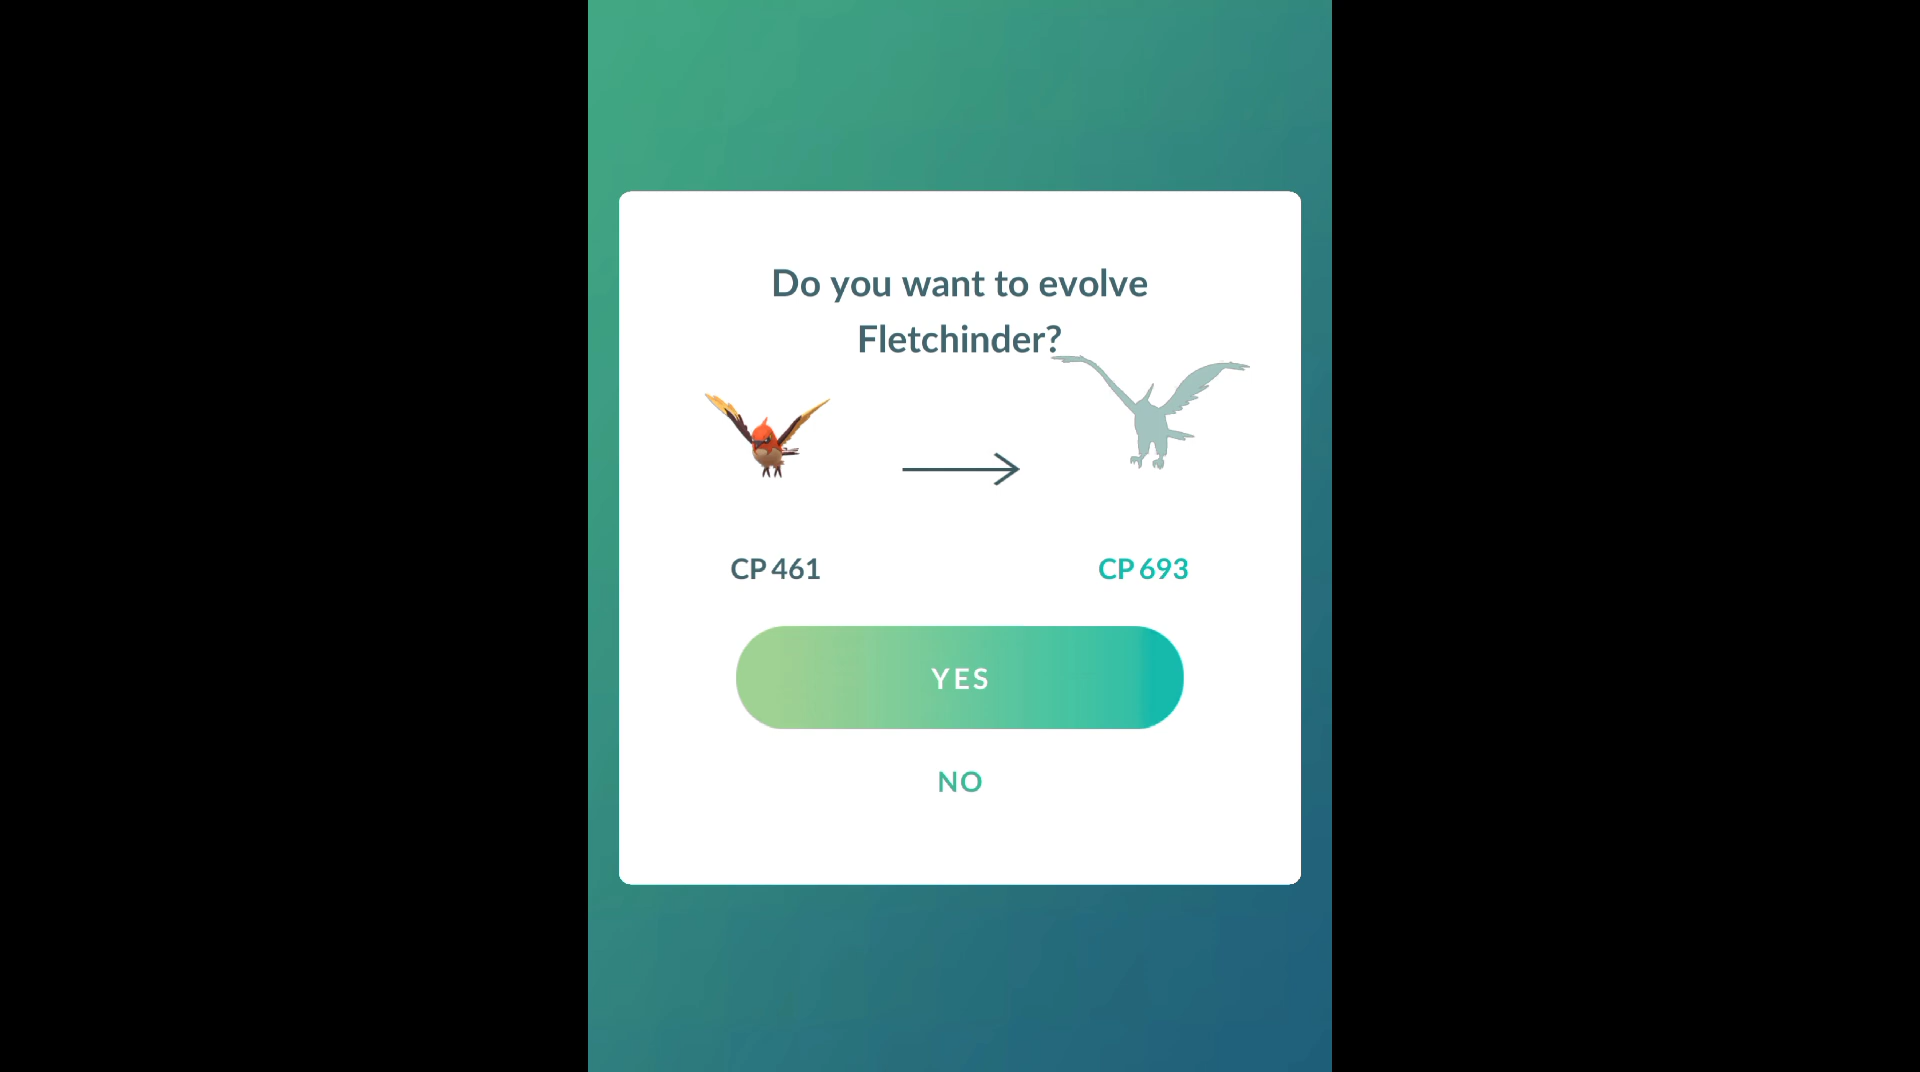 Do you want to evolve
Fletchinder?
CP 461
CP 693
YES
NO